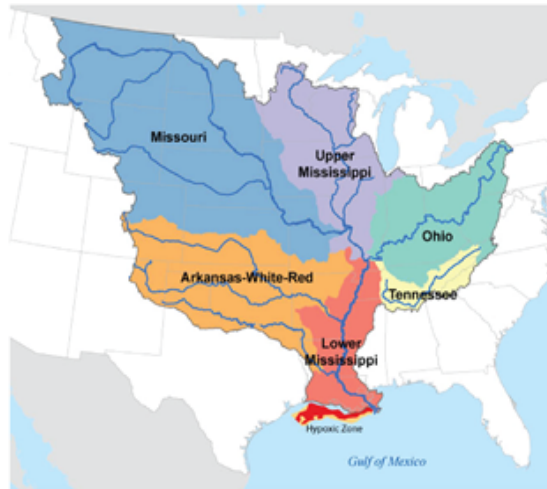 Missouri
Upper
Mississippi
Ohio
Arkansas-White-Red
Tennessee
Lower
Mississippi
Hypoxic Zone
Gulf of Mexico